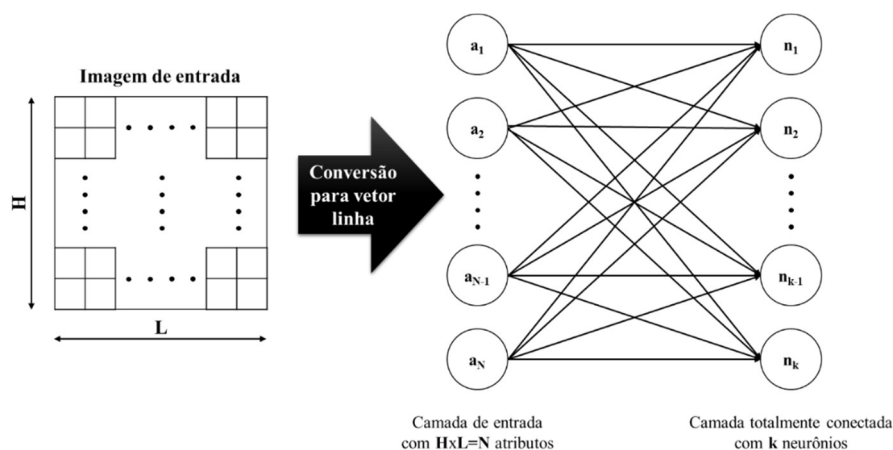 Imagem de entrada
H
L
Conversão
para vetor
linha
a1
a2
aN-1
aN
n1
n2
nk-1
nk
Camada de entrada
com HxL=N atributos
Camada totalmente conectada
com k neurônios